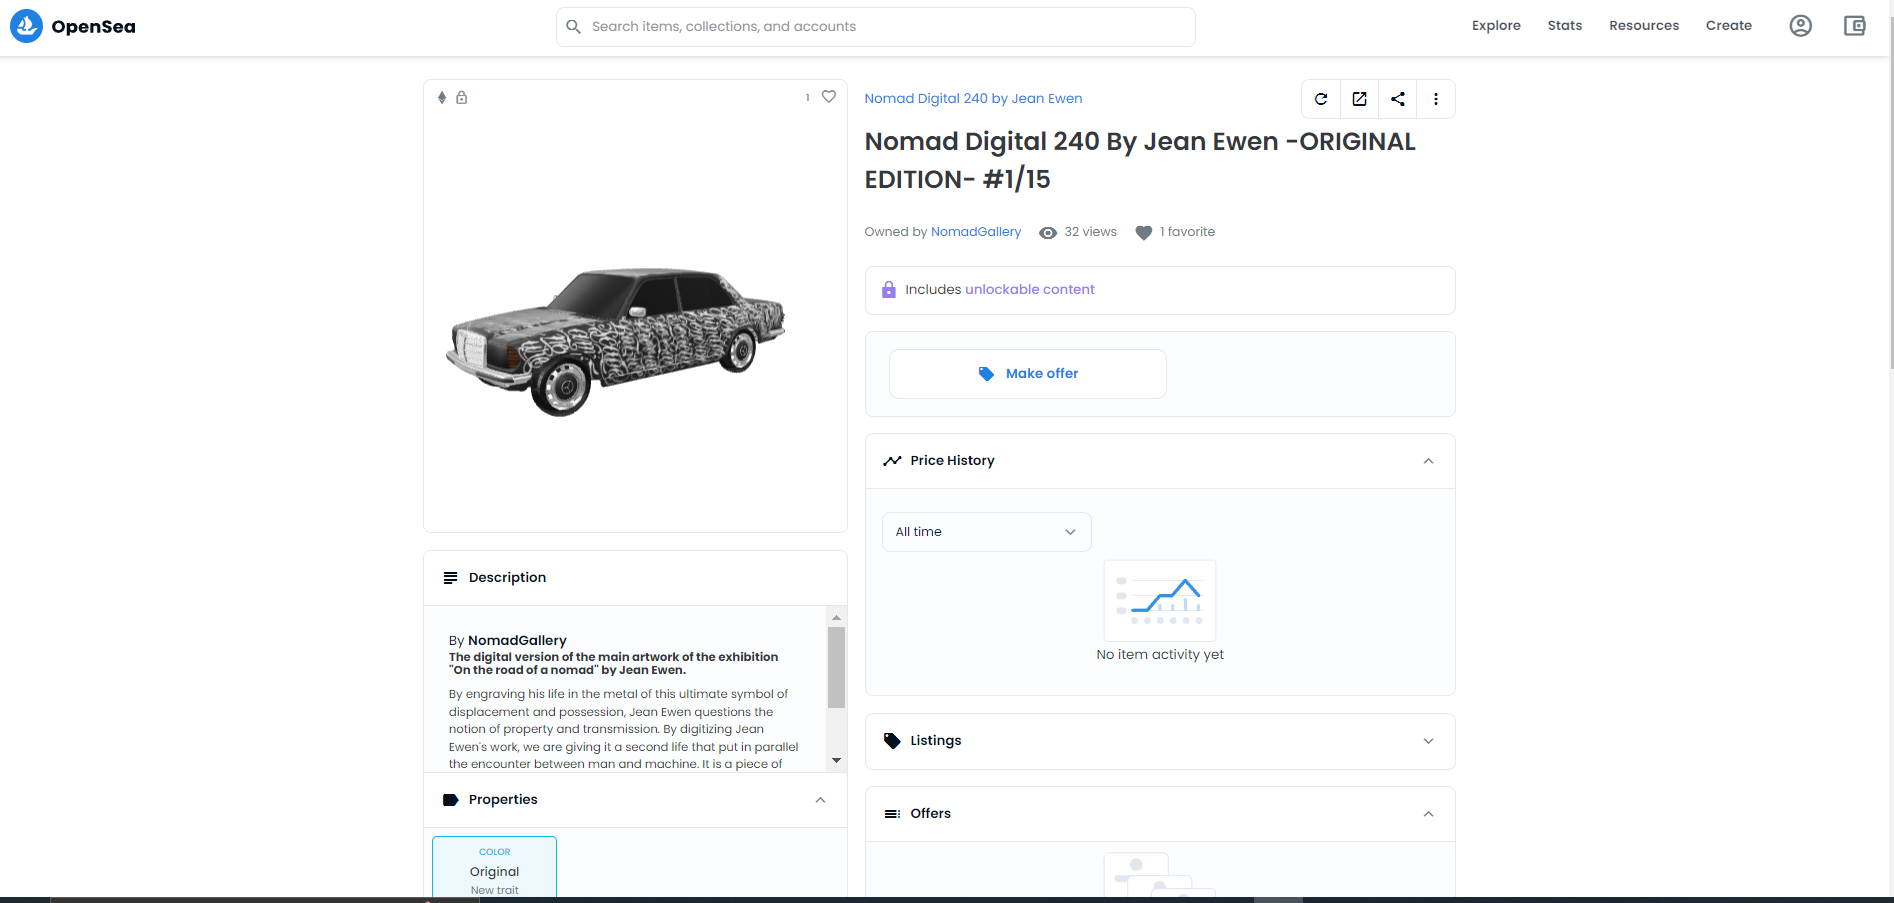 OpenSea
Search items, collections, and accounts
Explore
Stats
Resources
Create
1
Nomad Digital 240 by Jean Ewen
Nomad Digital 240 By Jean Ewen -ORIGINAL
EDITION- #1/15
Owned by NomadGallery
32 views
1 favorite
Includes unlockable content
Make offer
Price History
All time
No item activity yet
Listings
Offers
Description
By NomadGallery
The digital version of the main artwork of the exhibition
"On the road of a nomad" by Jean Ewen.
By engraving his life in the metal of this ultimate symbol of
displacement and possession, Jean Ewen questions the
notion of property and transmission. By digitizing Jean
Ewen's work, we are giving it a second life that put in parallel
the encounter between man and machine. It is a piece of
Properties
COLOR
Original
New trait